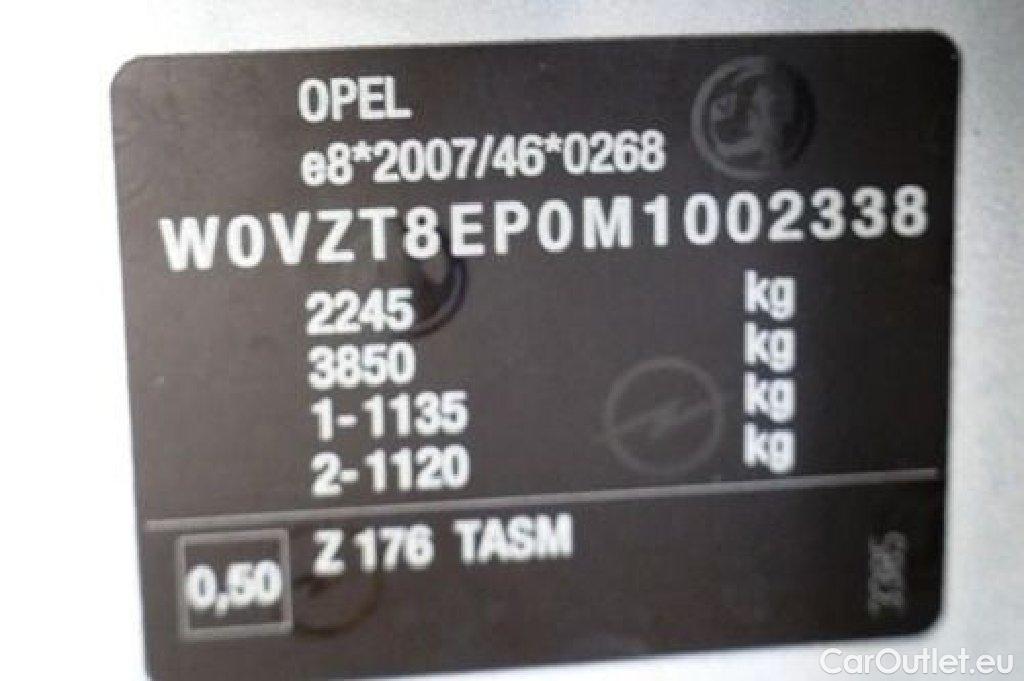 OPEL
e8*2007/46*0268
W0VZT8EP0M1002338
2245 kg
3850 kg
1-1135 kg
2-1120 kg
0,50 Z 176 TASM
CarOutlet.eu